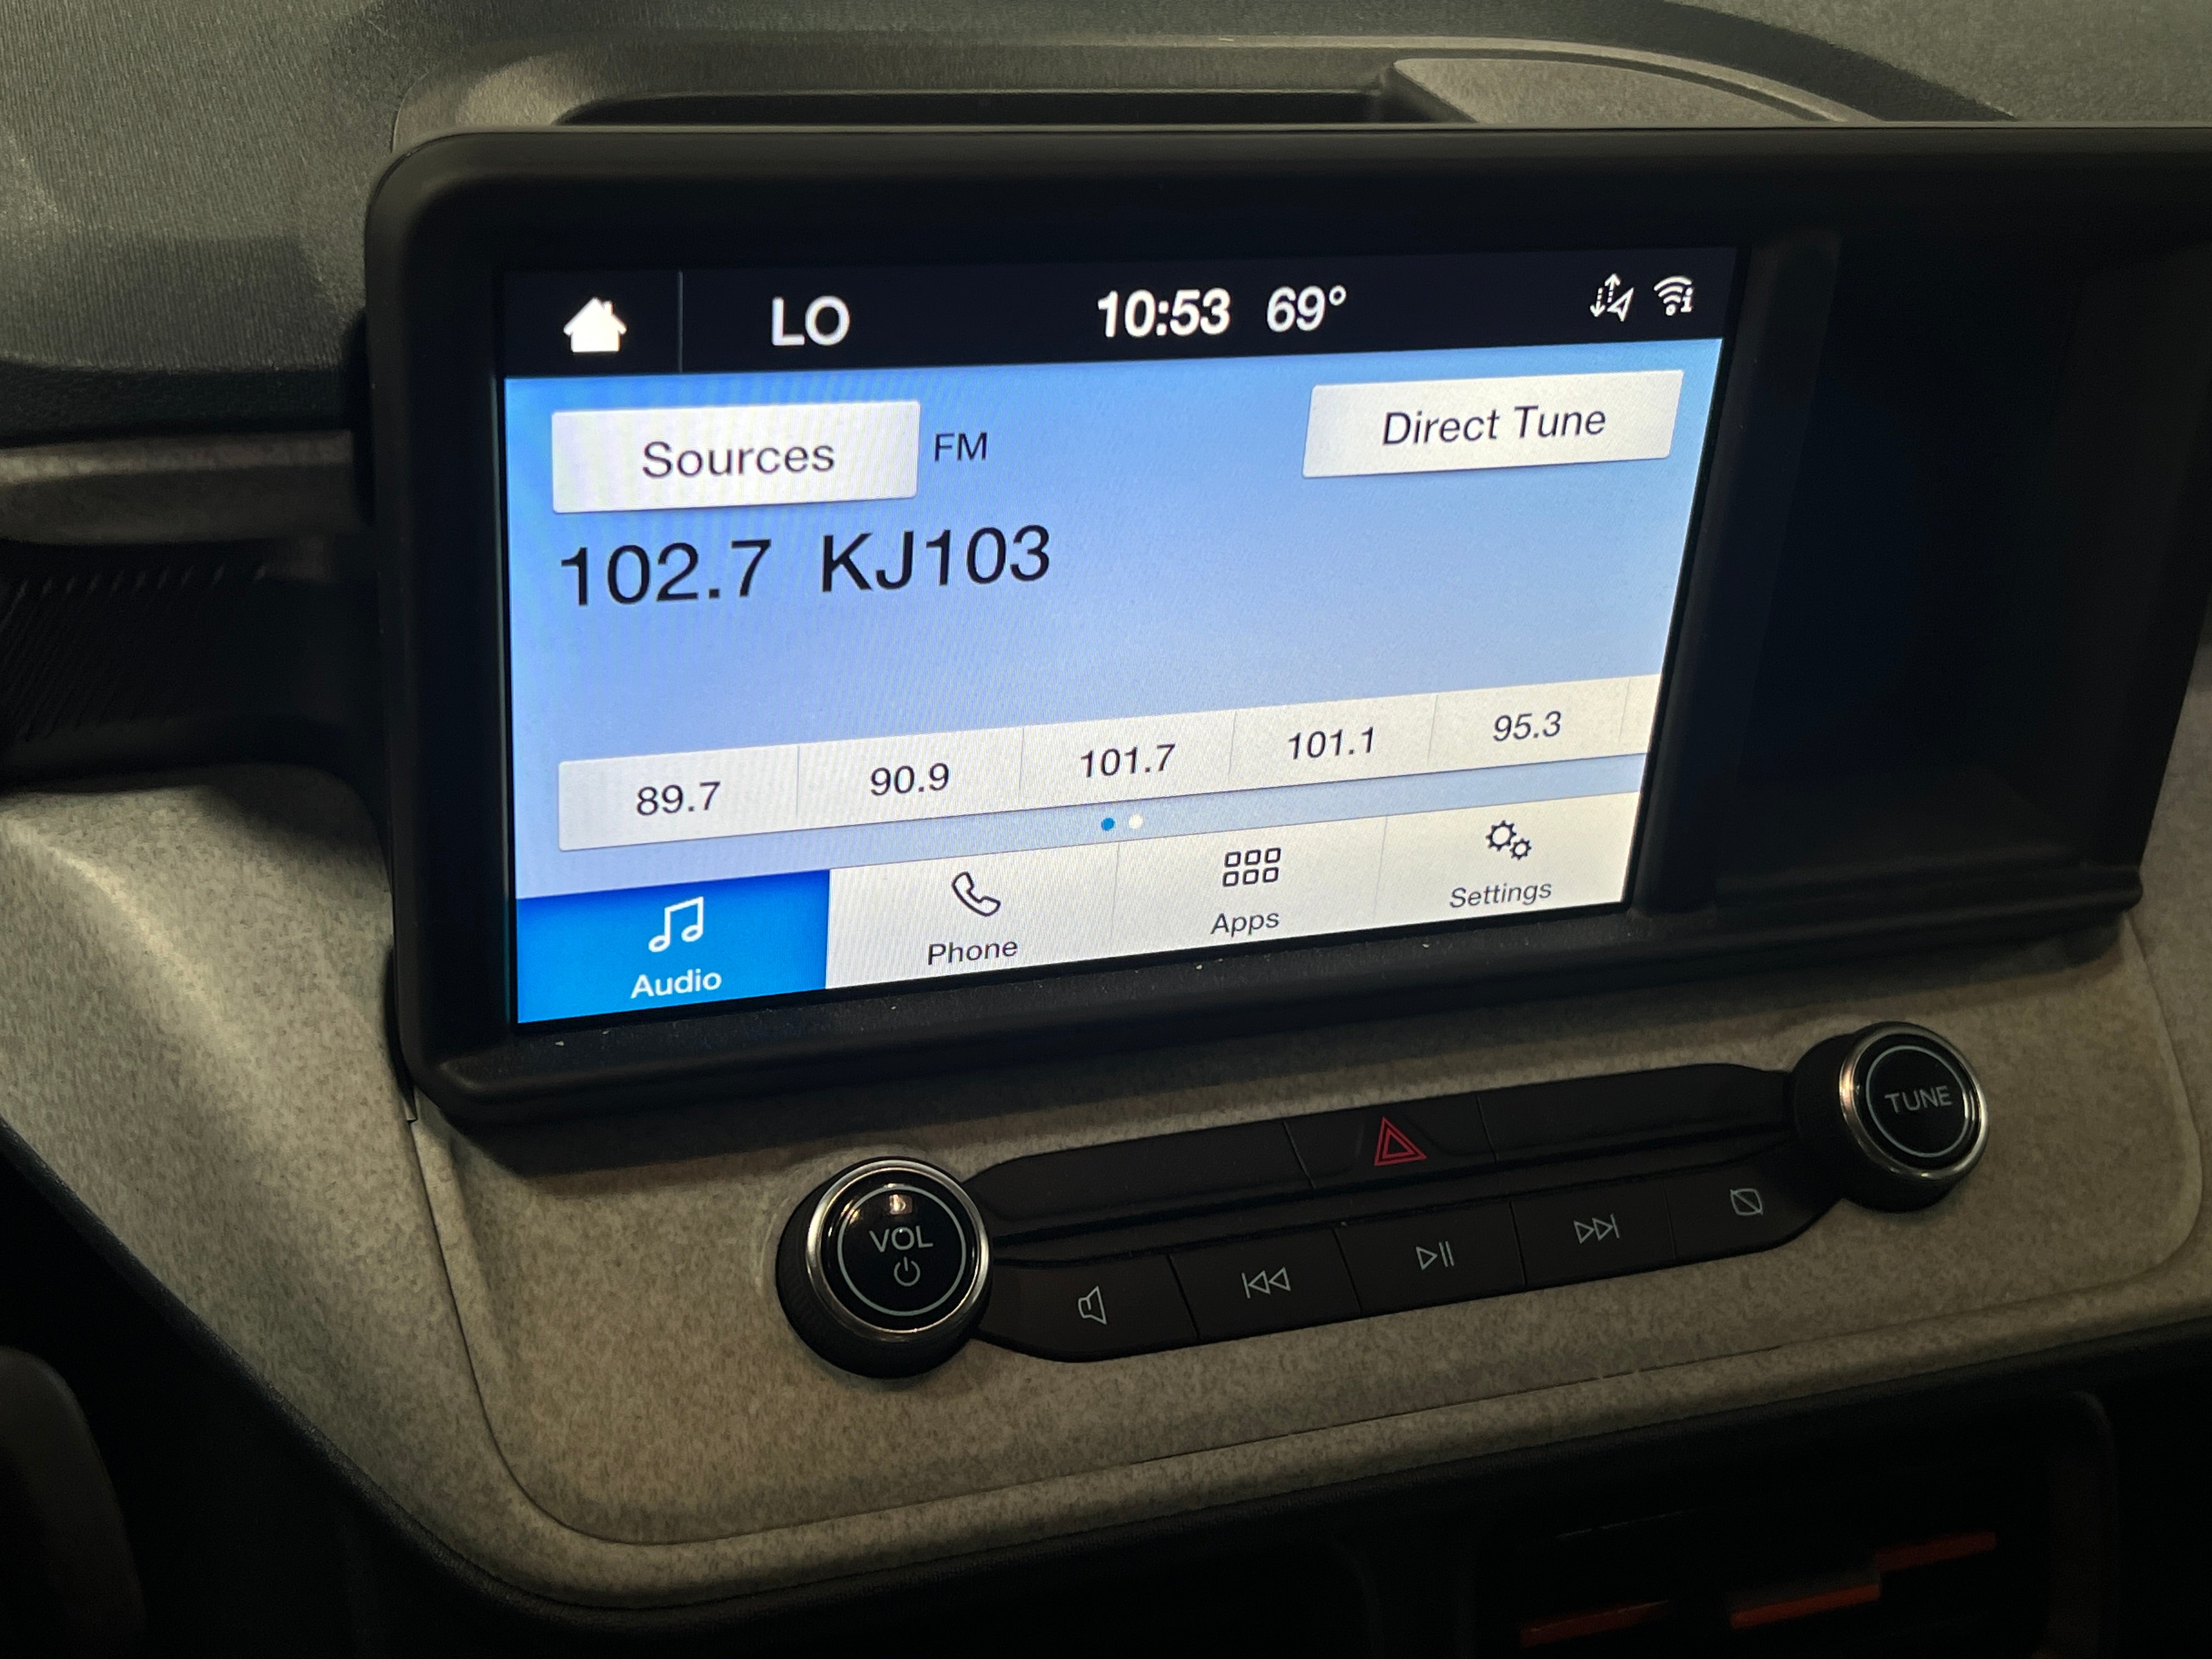 LO 10:53 69°
Sources FM Direct Tune
102.7 KJ103
89.7 90.9 101.7 101.1 95.3
Audio Phone Apps Settings
VOL
TUNE